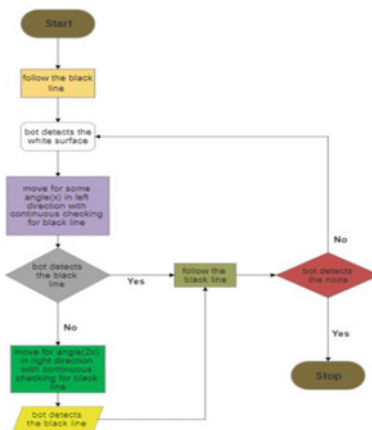 Start
follow the black
line
bot detects the
white surface
move for some
angle(x) in left
direction with
continuous checking
for black line
bot detects
the black
line
Yes
follow the
black line
bot detects
the node
No
Yes
No
move for angle(2x)
in right direction
with continuous
checking for black
line
Stop
bot detects
the black line